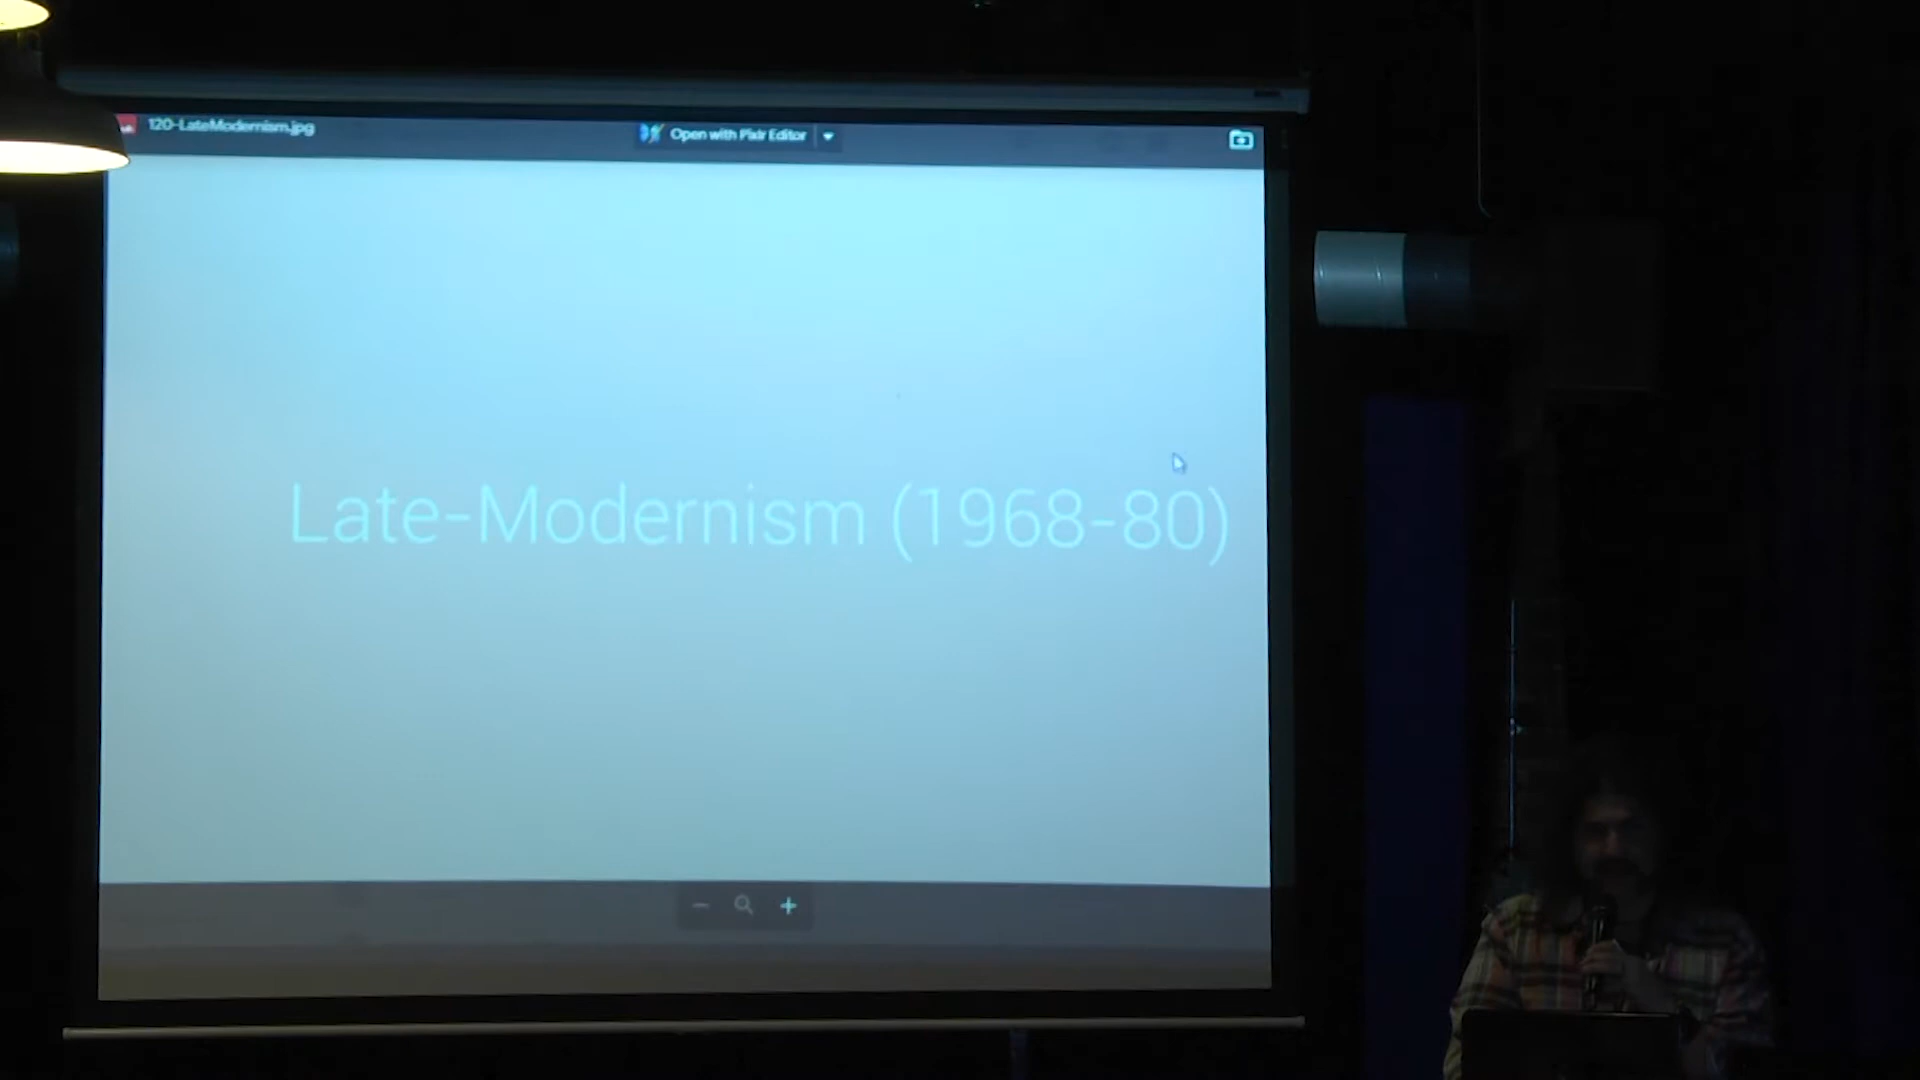 120-LateModernism.jpg
Open with Pixlr Editor
Late-Modernism (1968-80)